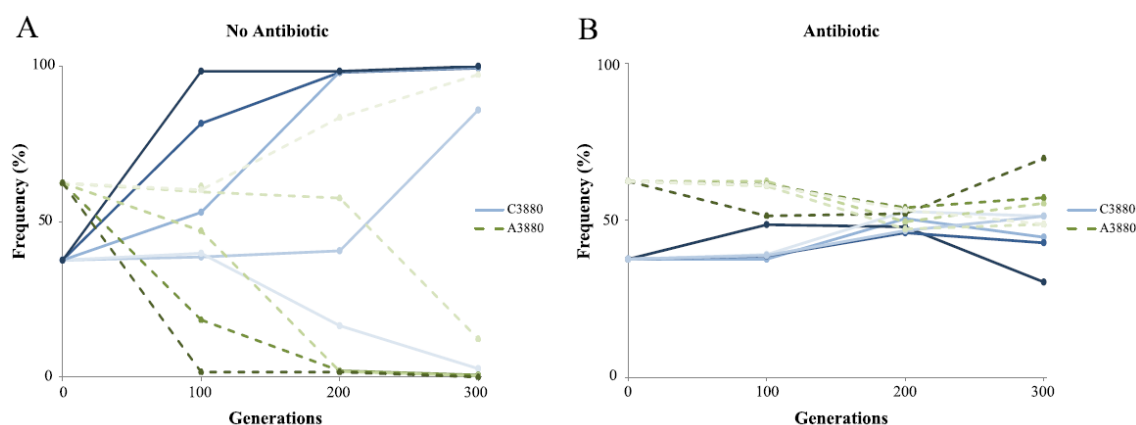 A
No Antibiotic
100
50
0
Frequency (%)
0 100 200 300
Generations
C3880
A3880
B
Antibiotic
100
50
0
Frequency (%)
0 100 200 300
Generations
C3880
A3880